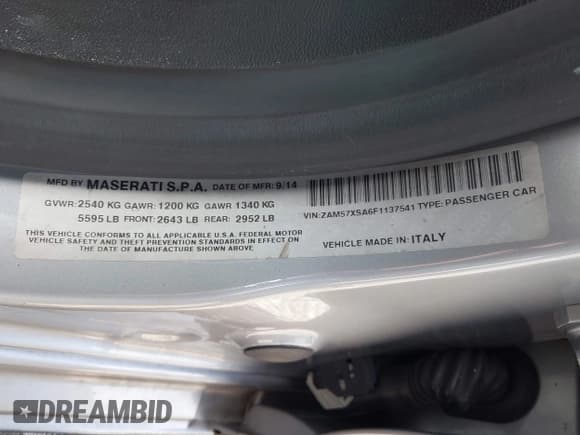 MFD BY MASERATI S.P.A. DATE OF MFR: 9/14
GVWR: 2540 KG GAWR: 1200 KG GAWR 1340 KG
5595 LB FRONT: 2643 LB REAR: 2952 LB
THIS VEHICLE CONFORMS TO ALL APPLICABLE U.S.A. FEDERAL MOTOR
VEHICLE SAFETY AND THEFT PREVENTION STANDARDS IN EFFECT ON
THE DATE OF MANUFACTURE SHOWN ABOVE
VIN: ZAM57XSA6F1137541 TYPE: PASSENGER CAR
VEHICLE MADE IN: ITALY
DREAMBID